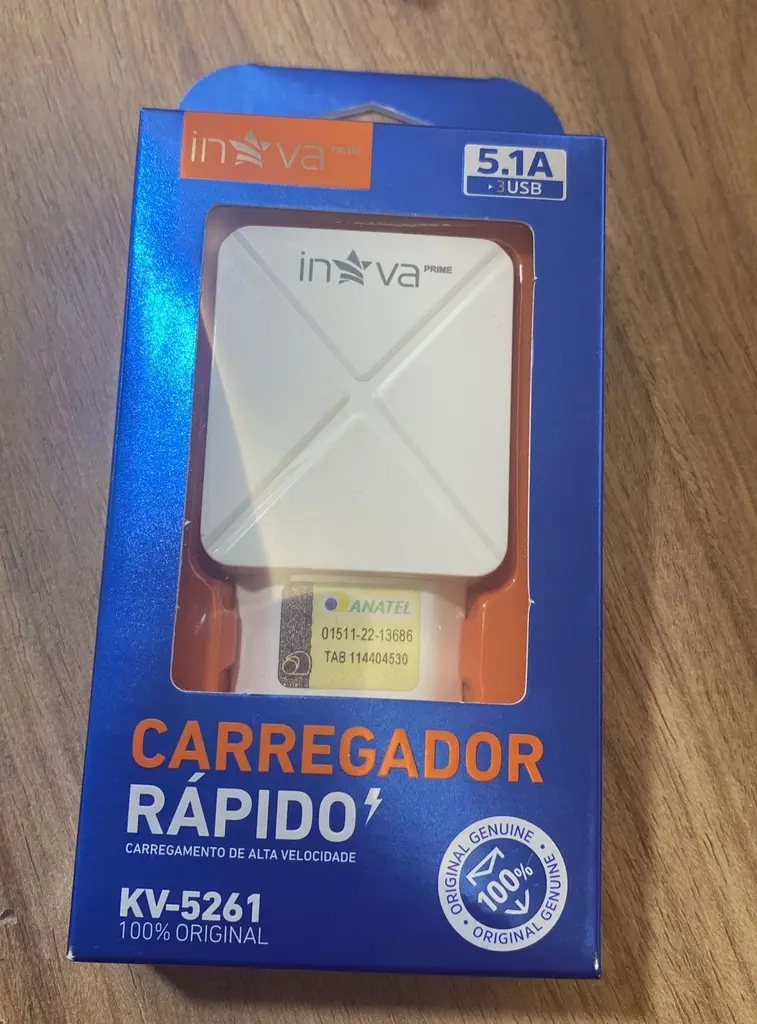 inova PRIME
5.1A
3USB
inova PRIME
ANATEL
01511-22-13686
TAB 114404530
CARREGADOR
RÁPIDO
CARREGAMENTO DE ALTA VELOCIDADE
KV-5261
100% ORIGINAL
ORIGINAL GENUINE
100%
ORIGINAL GENUINE